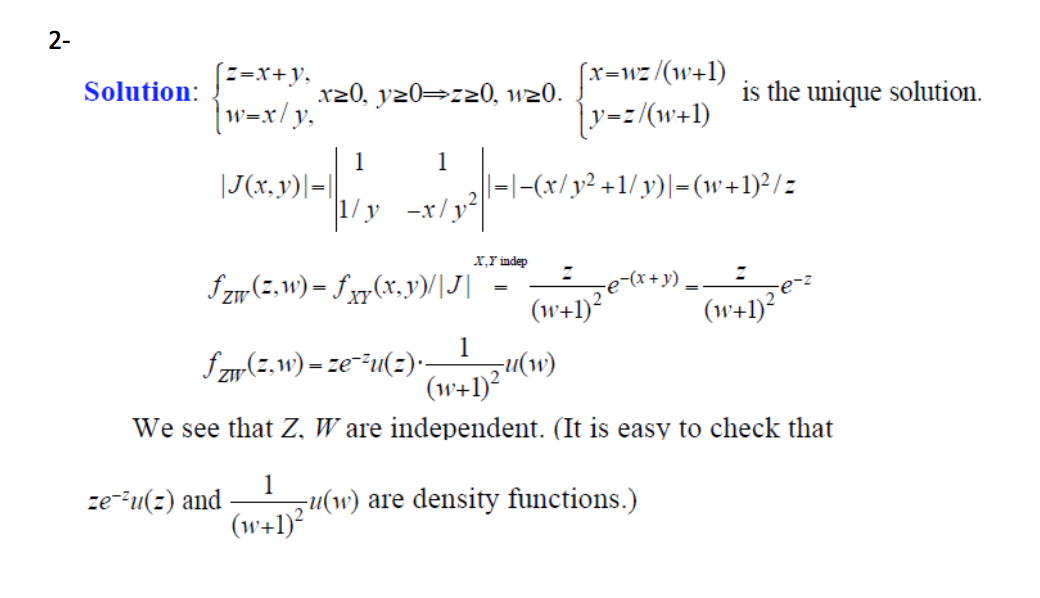 2-
Solution: { z=x+y, w=x/y, x≥0, y≥0⇒z≥0, w≥0. { x=wz/(w+1) y=z/(w+1) is the unique solution.
|J(x,y)|=| |1 1; 1/y −x/y²| |=|−(x/y²+1/y)|=(w+1)²/z
f_ZW(z,w)=f_XY(x,y)/|J| =^{X,Y indep} z/(w+1)² e^{−(x+y)} = z/(w+1)² e^{−z}
f_ZW(z,w)=ze^{−z}u(z)·1/(w+1)² u(w)
We see that Z, W are independent. (It is easy to check that
ze^{−z}u(z) and 1/(w+1)² u(w) are density functions.)